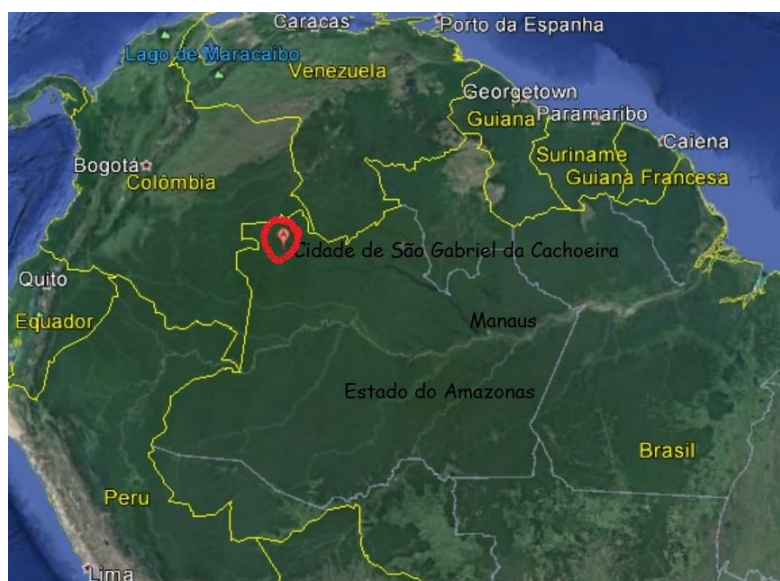 Caracas
Porto da Espanha
Lago de Maracaibo
Venezuela
Georgetown
Guiana
Paramaribo
Caiena
Suriname
Guiana Francesa
Bogotá
Colômbia
Cidade de São Gabriel da Cachoeira
Quito
Equador
Manaus
Estado do Amazonas
Brasil
Peru
Lima